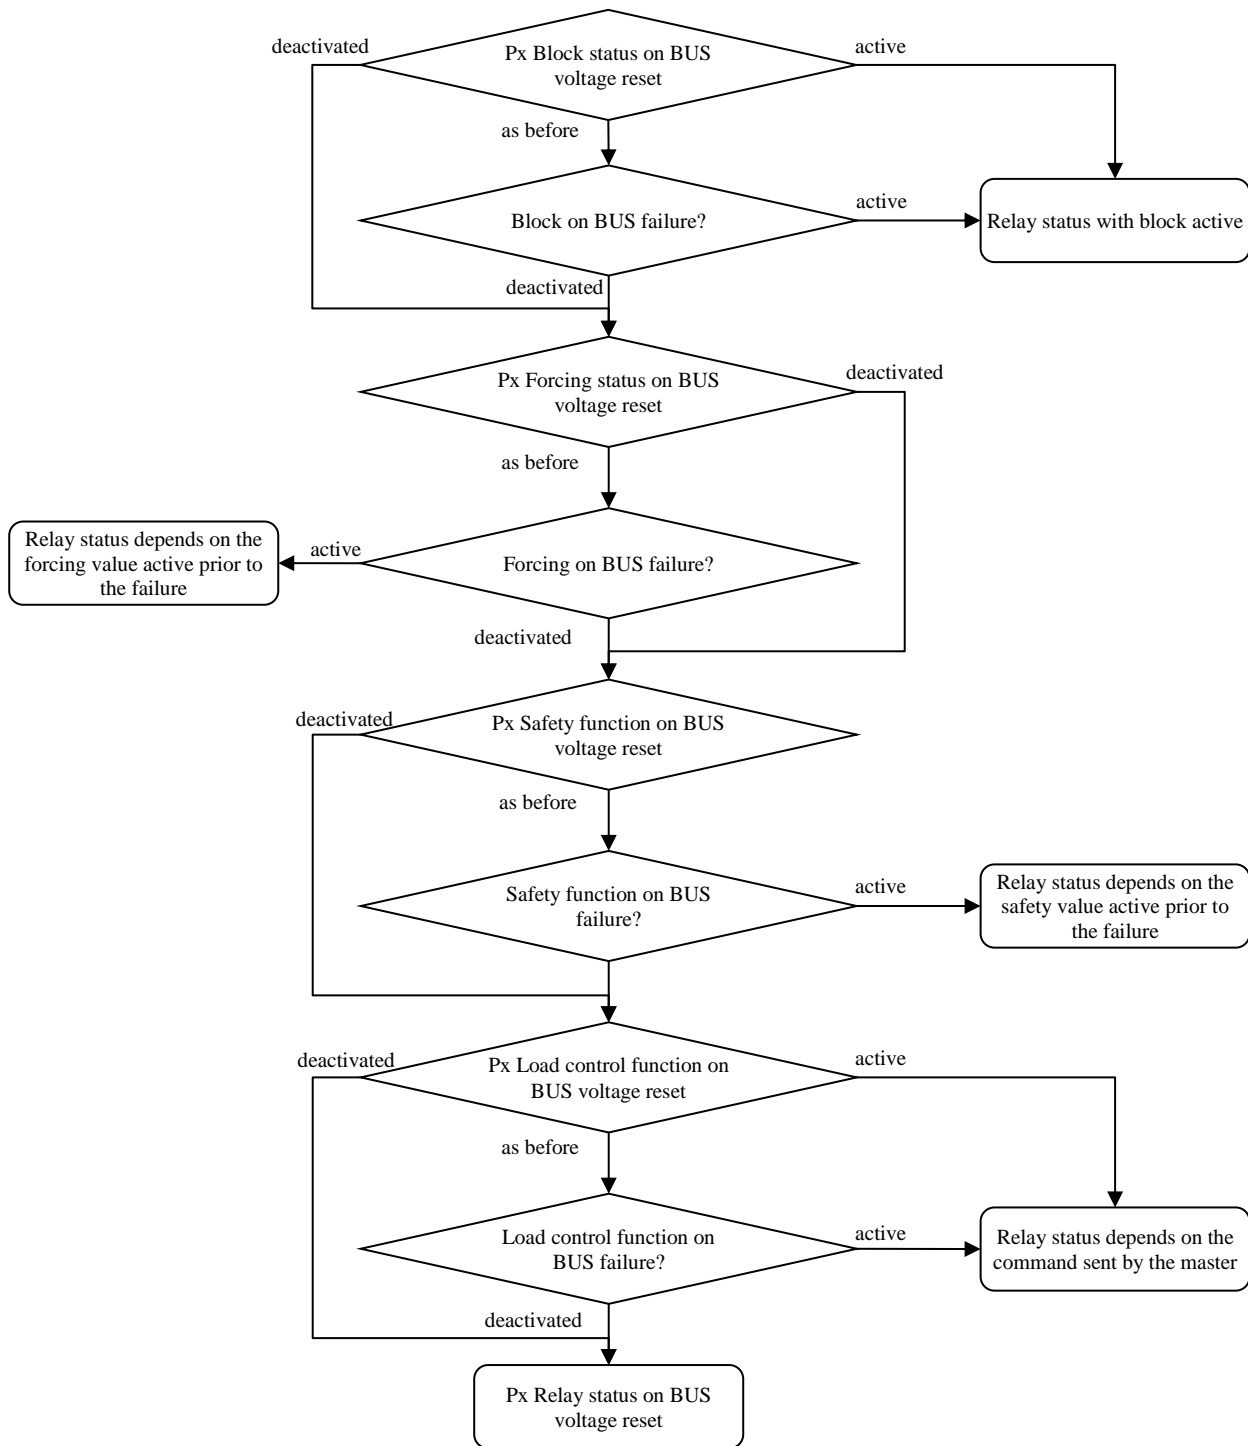 deactivated
Px Block status on BUS
voltage reset
active
as before
Block on BUS failure?
active
Relay status with block active
deactivated
Px Forcing status on BUS
voltage reset
deactivated
as before
Relay status depends on the
forcing value active prior to
the failure
active
Forcing on BUS failure?
deactivated
deactivated
Px Safety function on BUS
voltage reset
as before
Safety function on BUS
failure?
active
Relay status depends on the
safety value active prior to
the failure
deactivated
Px Load control function on
BUS voltage reset
active
as before
Load control function on
BUS failure?
active
Relay status depends on the
command sent by the master
deactivated
Px Relay status on BUS
voltage reset